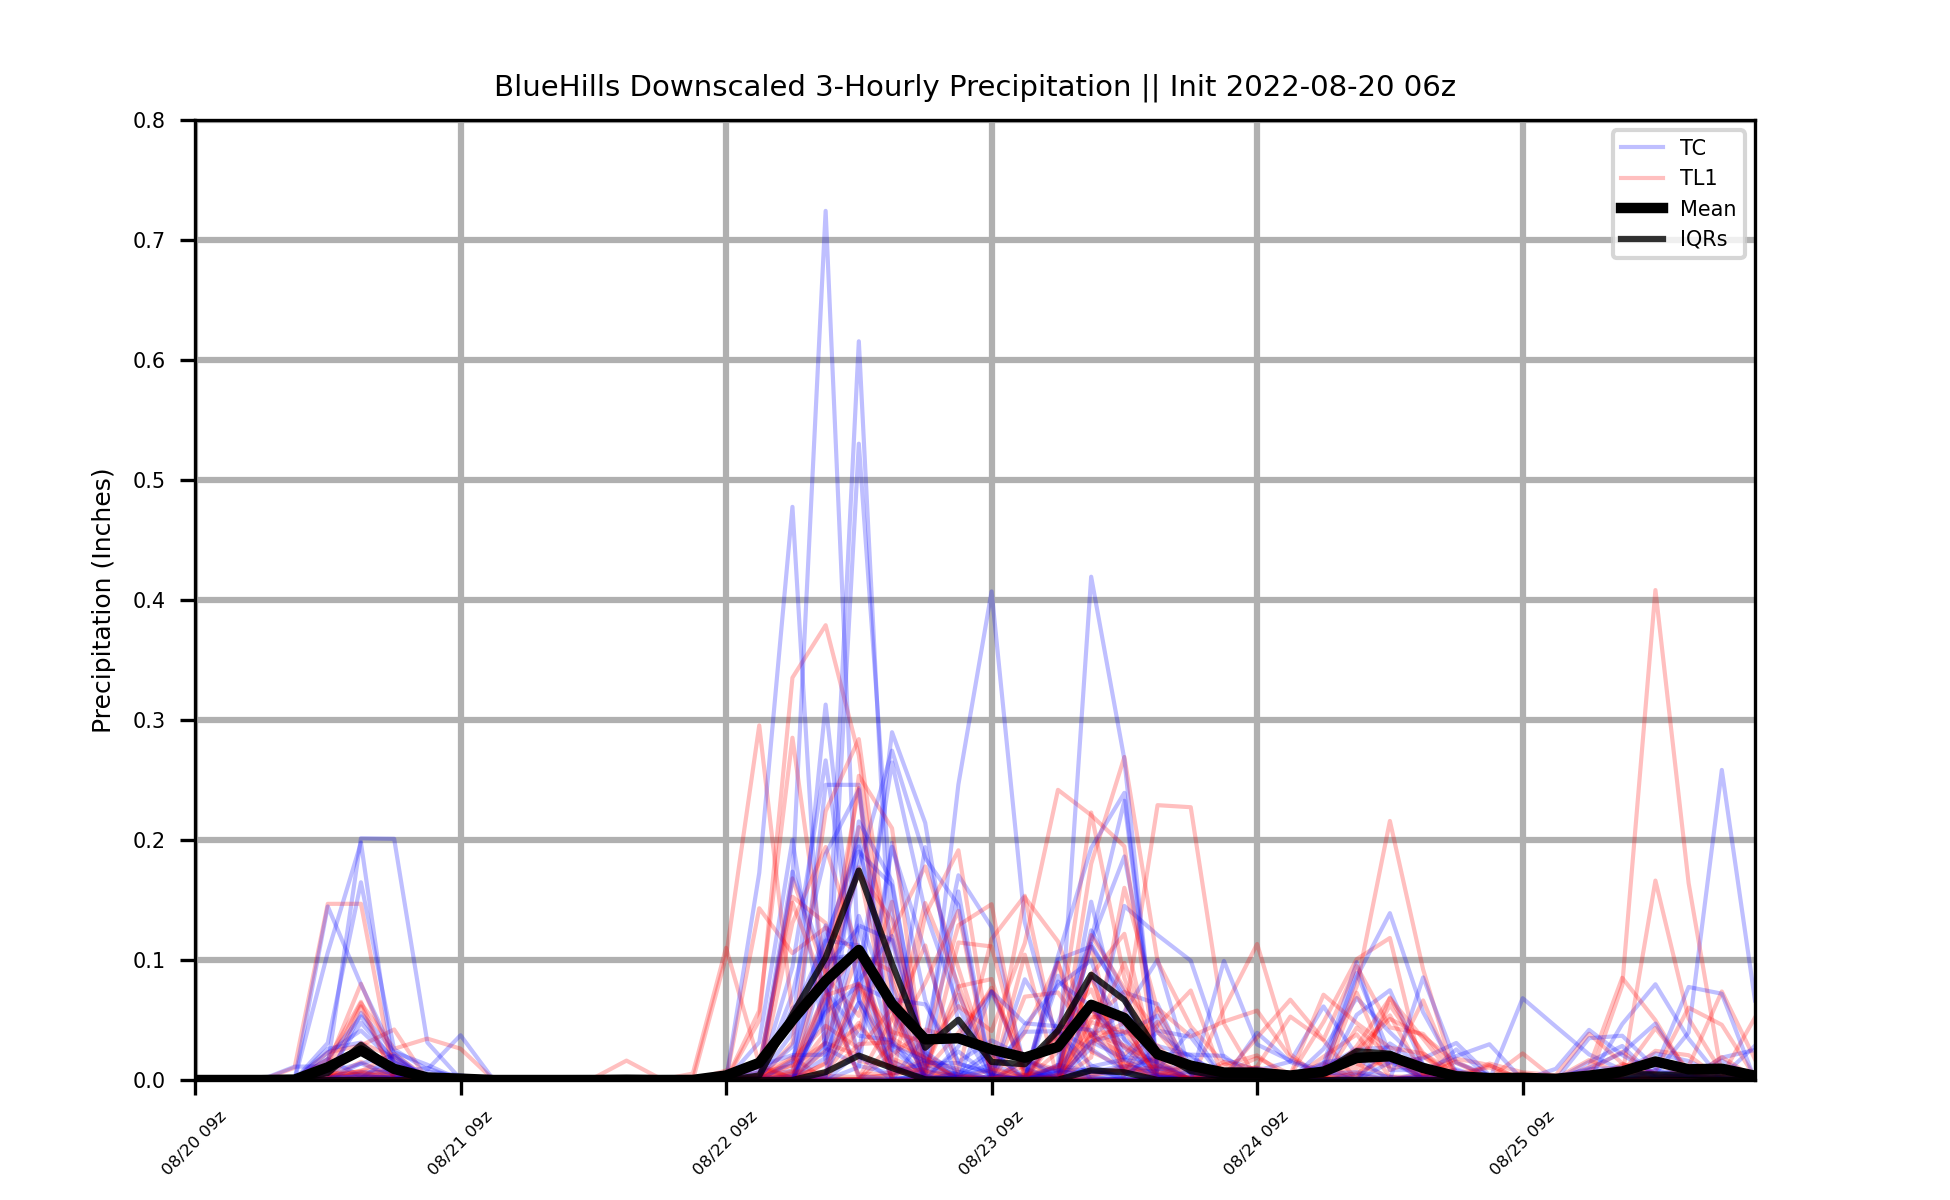 BlueHills Downscaled 3-Hourly Precipitation || Init 2022-08-20 06z
Precipitation (Inches)
0.8
0.7
0.6
0.5
0.4
0.3
0.2
0.1
0.0
TC
TL1
Mean
IQRs
08/20 09z
08/21 09z
08/22 09z
08/23 09z
08/24 09z
08/25 09z